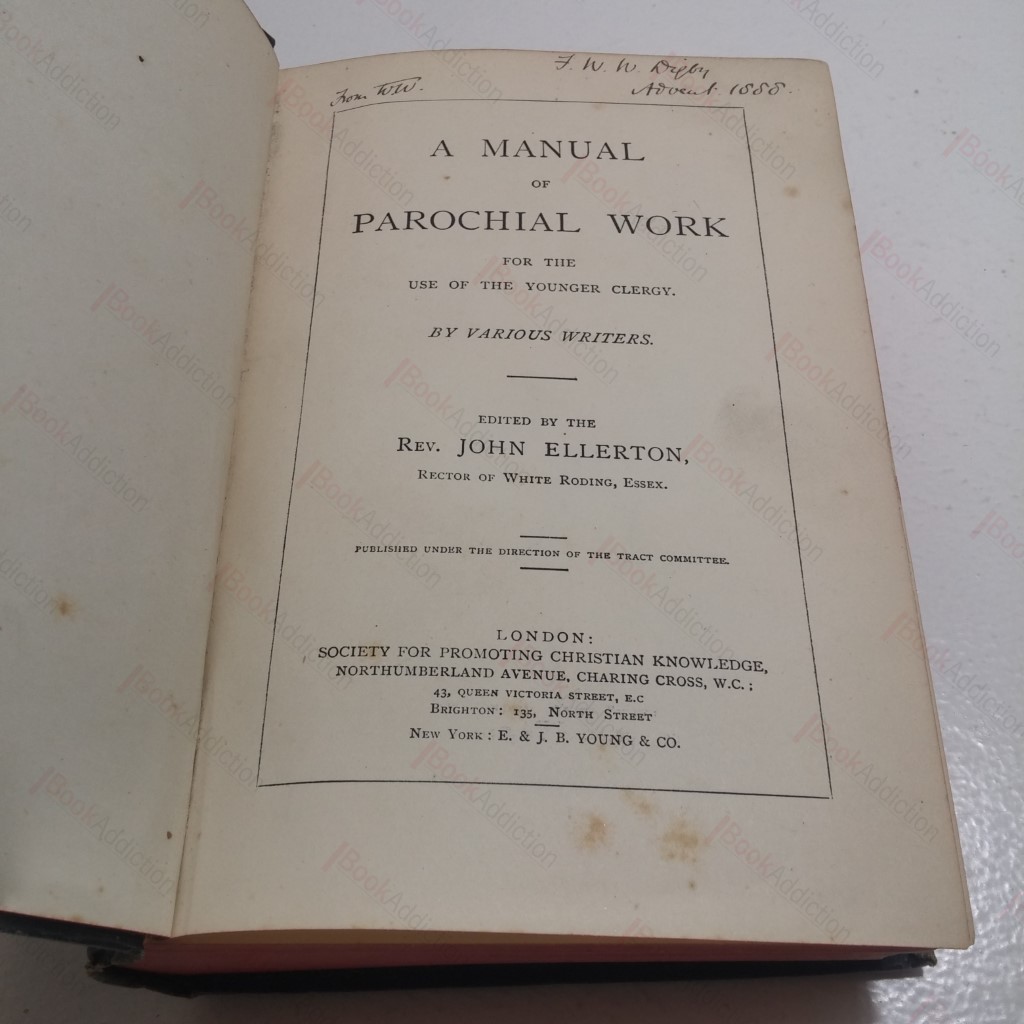 F. W. W. Digby
From WW.
Advent 1888.
A MANUAL
OF
PAROCHIAL WORK
FOR THE
USE OF THE YOUNGER CLERGY.
BY VARIOUS WRITERS.
EDITED BY THE
REV. JOHN ELLERTON,
RECTOR OF WHITE RODING, ESSEX.
PUBLISHED UNDER THE DIRECTION OF THE TRACT COMMITTEE.
LONDON:
SOCIETY FOR PROMOTING CHRISTIAN KNOWLEDGE,
NORTHUMBERLAND AVENUE, CHARING CROSS, W.C.;
43, QUEEN VICTORIA STREET, E.C
BRIGHTON: 135, NORTH STREET
NEW YORK: E. & J. B. YOUNG & CO.
BookAddiction